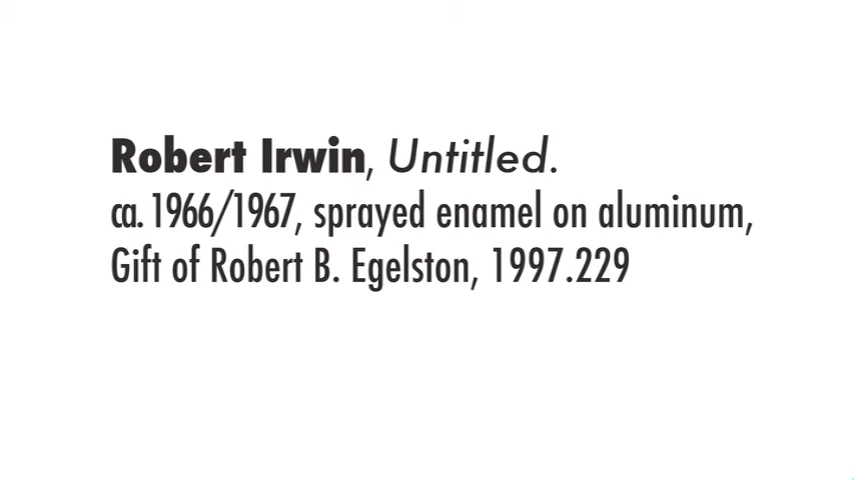 Robert Irwin, Untitled.
ca. 1966/1967, sprayed enamel on aluminum,
Gift of Robert B. Egelston, 1997.229